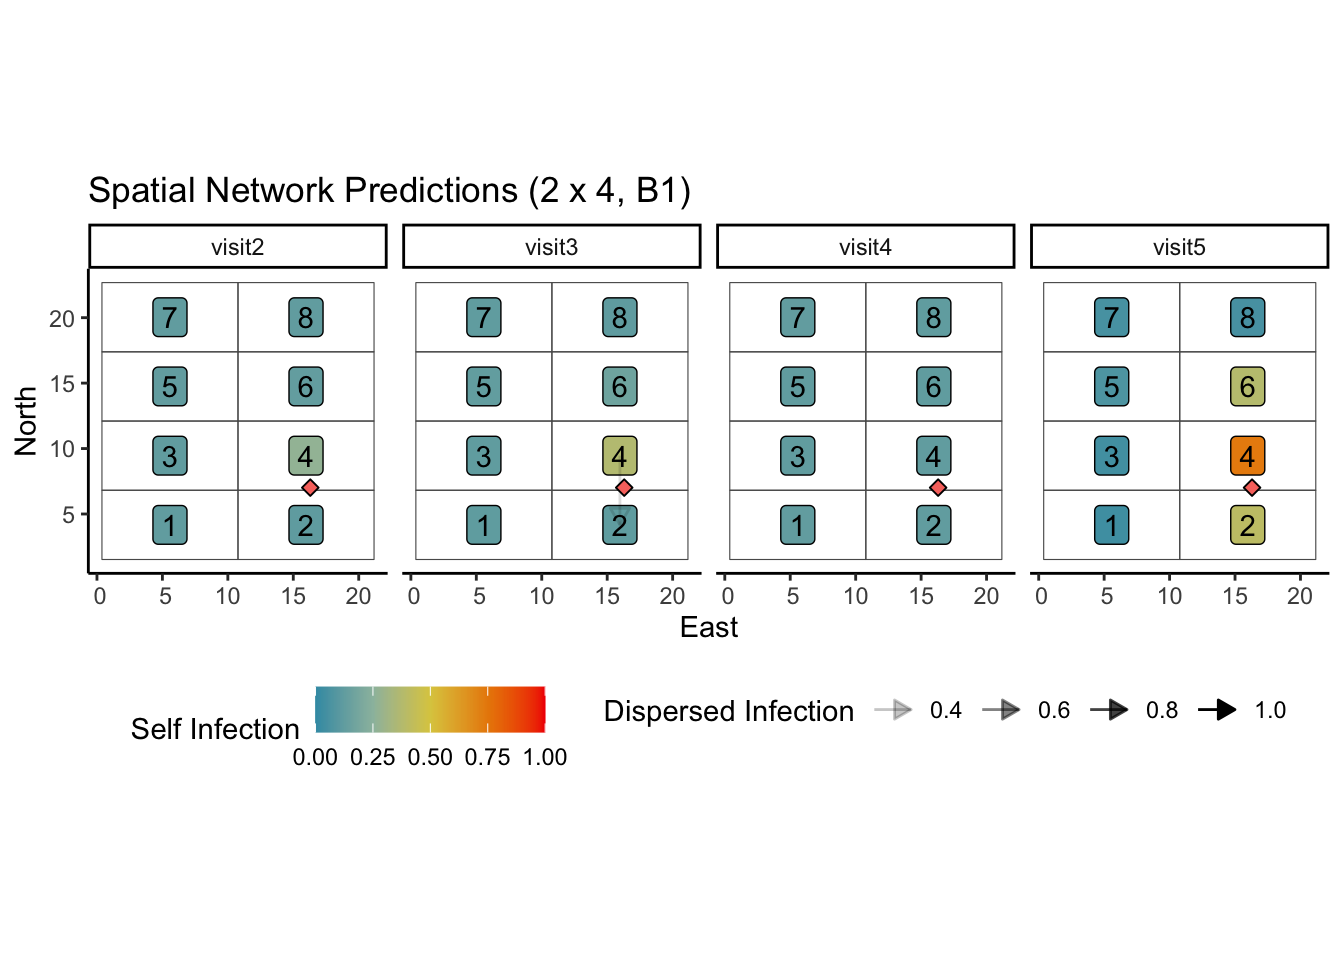 Spatial Network Predictions (2 x 4, B1)
visit2 visit3 visit4 visit5
20 7 8 7 8 7 8 7 8
15 5 6 5 6 5 6 5 6
10 3 4 3 4 3 4 3 4
5 1 2 1 2 1 2 1 2
North
0 5 10 15 20 0 5 10 15 20 0 5 10 15 20 0 5 10 15 20
East
Self Infection
0.00 0.25 0.50 0.75 1.00
Dispersed Infection 0.4 0.6 0.8 1.0